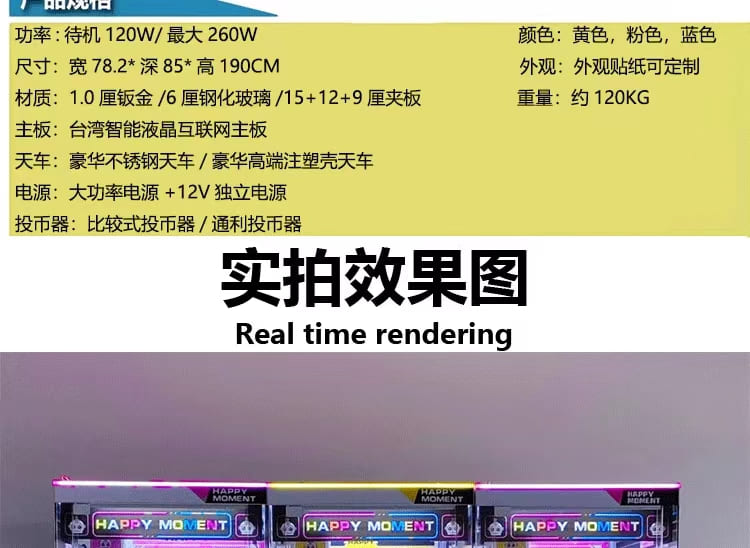 产品规格
功率 : 待机 120W/ 最大 260W
颜色：黄色，粉色，蓝色
尺寸：宽 78.2* 深 85* 高 190CM
外观：外观贴纸可定制
材质：1.0 厘钣金 /6 厘钢化玻璃 /15+12+9 厘夹板
重量：约 120KG
主板：台湾智能液晶互联网主板
天车：豪华不锈钢天车 / 豪华高端注塑壳天车
电源：大功率电源 +12V 独立电源
投币器：比较式投币器 / 通利投币器
实拍效果图
Real time rendering
HAPPY MOMENT
HAPPY MOMENT
HAPPY MOMENT
HAPPY MOMENT
HAPPY MOMENT
HAPPY MOMENT